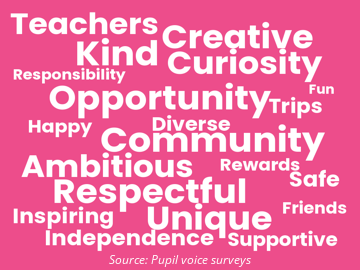 Teachers
Creative
Kind
Curiosity
Responsibility
Fun
Opportunity
Trips
Happy
Diverse
Community
Ambitious
Rewards
Safe
Respectful
Friends
Inspiring
Unique
Independence
Supportive
Source: Pupil voice surveys